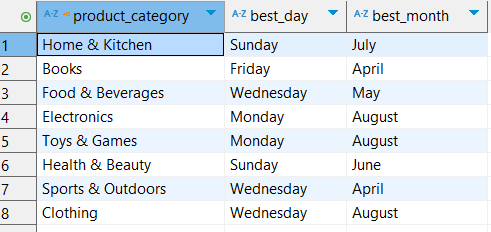 A-Z product_category A-Z best_day A-Z best_month
1 Home & Kitchen Sunday July
2 Books Friday April
3 Food & Beverages Wednesday May
4 Electronics Monday August
5 Toys & Games Monday August
6 Health & Beauty Sunday June
7 Sports & Outdoors Wednesday April
8 Clothing Wednesday August